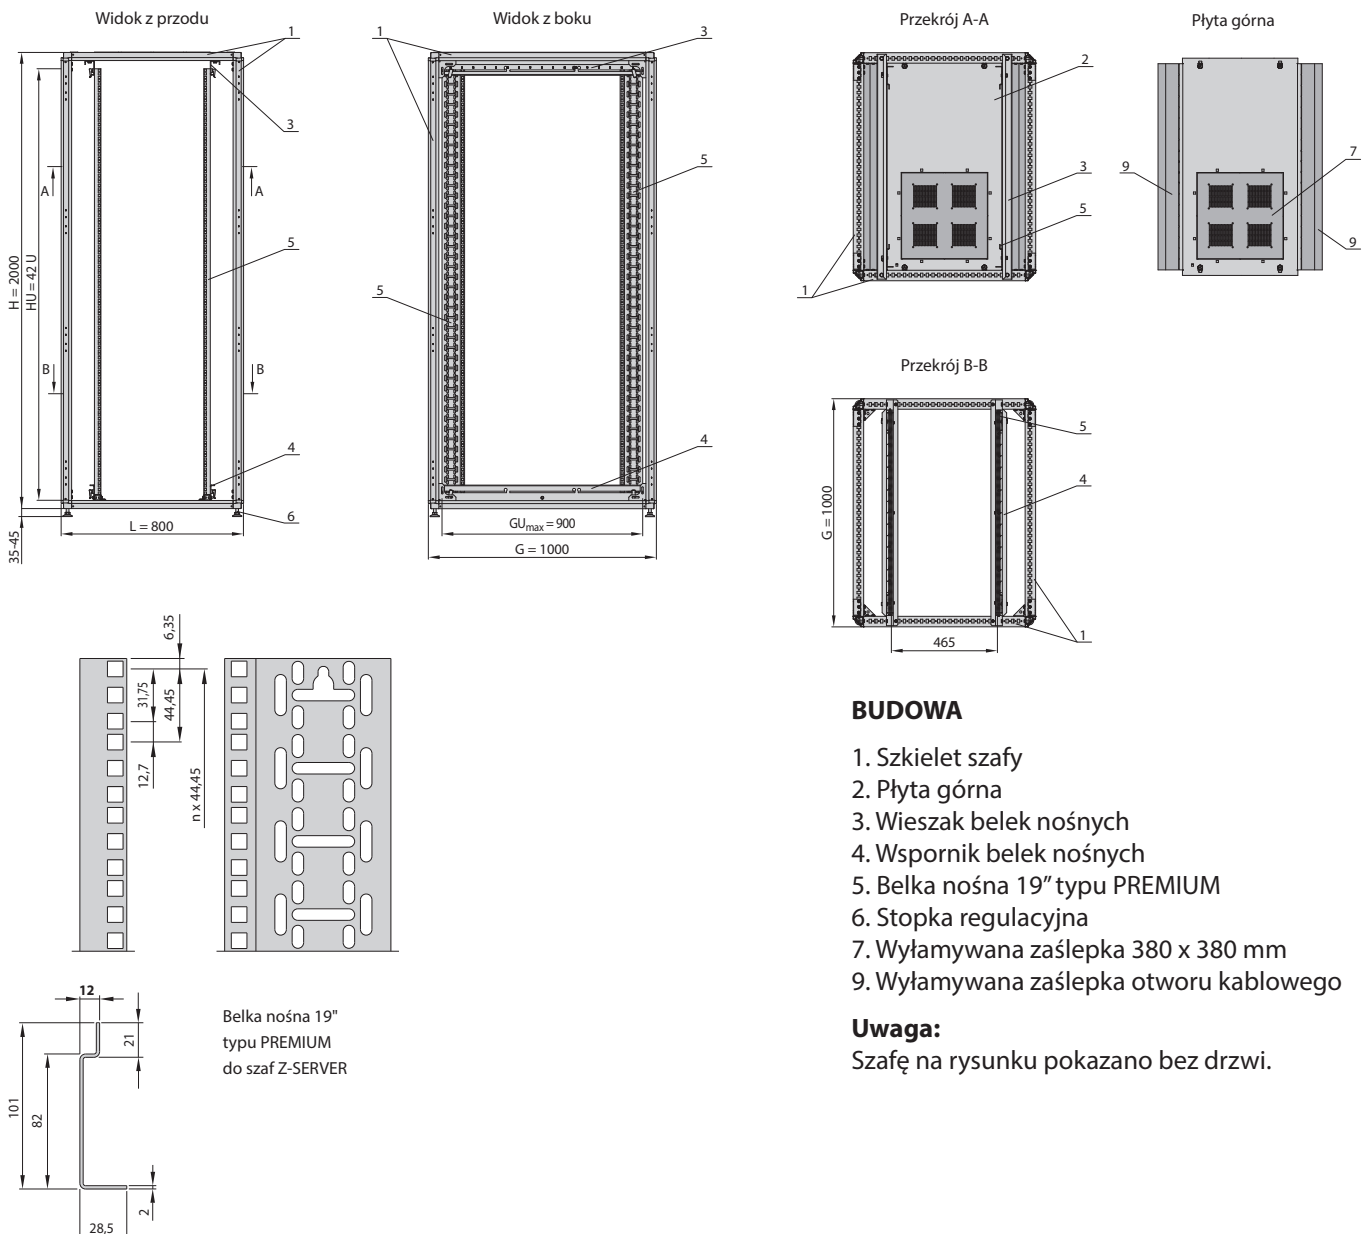 Widok z przodu
1
3
A
A
5
B
B
4
6
H = 2000
HU = 42 U
35-45
L = 800
Widok z boku
1
3
5
5
4
GUmax = 900
G = 1000
Przekrój A-A
2
3
5
1
Płyta górna
9
7
9
Przekrój B-B
5
4
1
G = 1000
465
6,35
31,75
44,45
12,7
n x 44,45
12
21
101
82
2
28,5
Belka nośna 19"
typu PREMIUM
do szaf Z-SERVER
BUDOWA
1. Szkielet szafy
2. Płyta górna
3. Wieszak belek nośnych
4. Wspornik belek nośnych
5. Belka nośna 19” typu PREMIUM
6. Stopka regulacyjna
7. Wyłamywana zaślepka 380 x 380 mm
9. Wyłamywana zaślepka otworu kablowego
Uwaga:
Szafę na rysunku pokazano bez drzwi.